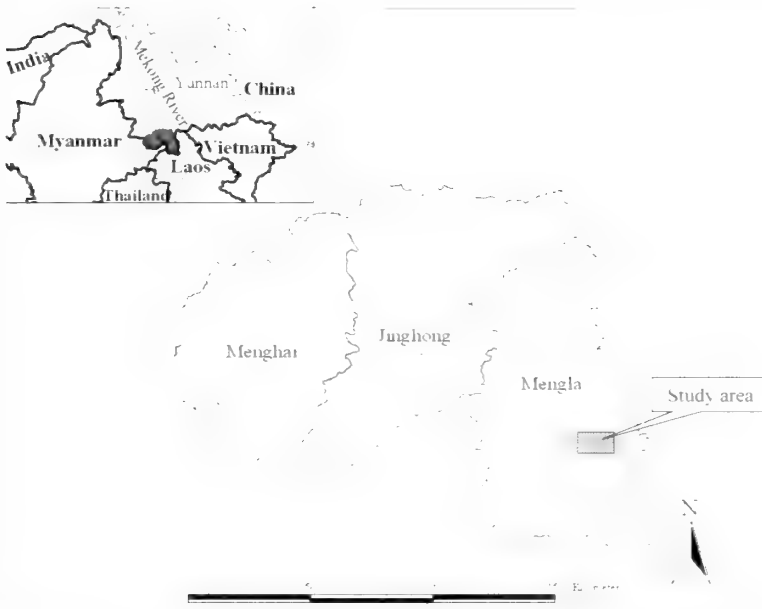 India
Mekong River
Yunnan
China
Myanmar
Vietnam
Laos
Thailand
Jinghong
Menghai
Mengla
Study area
N